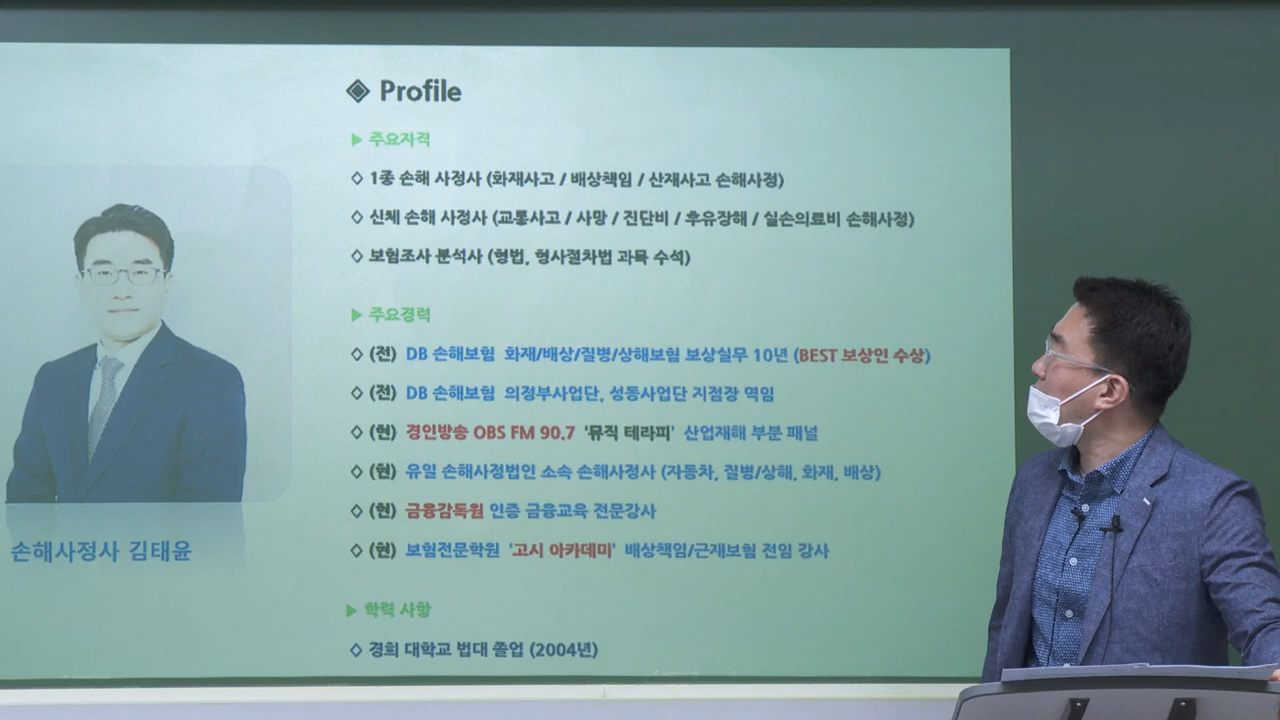 ◈ Profile
▶ 주요자격
◇ 1종 손해 사정사 (화재사고 / 배상책임 / 산재사고 손해사정)
◇ 신체 손해 사정사 (교통사고 / 사망 / 진단비 / 후유장해 / 실손의료비 손해사정)
◇ 보험조사 분석사 (형법, 형사절차법 과목 수석)
▶ 주요경력
◇ (전) DB 손해보험 화재/배상/질병/상해보험 보상실무 10년 (BEST 보상인 수상)
◇ (전) DB 손해보험 의정부사업단, 성동사업단 지점장 역임
◇ (현) 경인방송 OBS FM 90.7 '뮤직 테라피' 산업재해 부분 패널
◇ (현) 유일 손해사정법인 소속 손해사정사 (자동차, 질병/상해, 화재, 배상)
◇ (현) 금융감독원 인증 금융교육 전문강사
◇ (현) 보험전문학원 '고시 아카데미' 배상책임/근재보험 전임 강사
▶ 학력 사항
◇ 경희 대학교 법대 졸업 (2004년)
손해사정사 김태윤